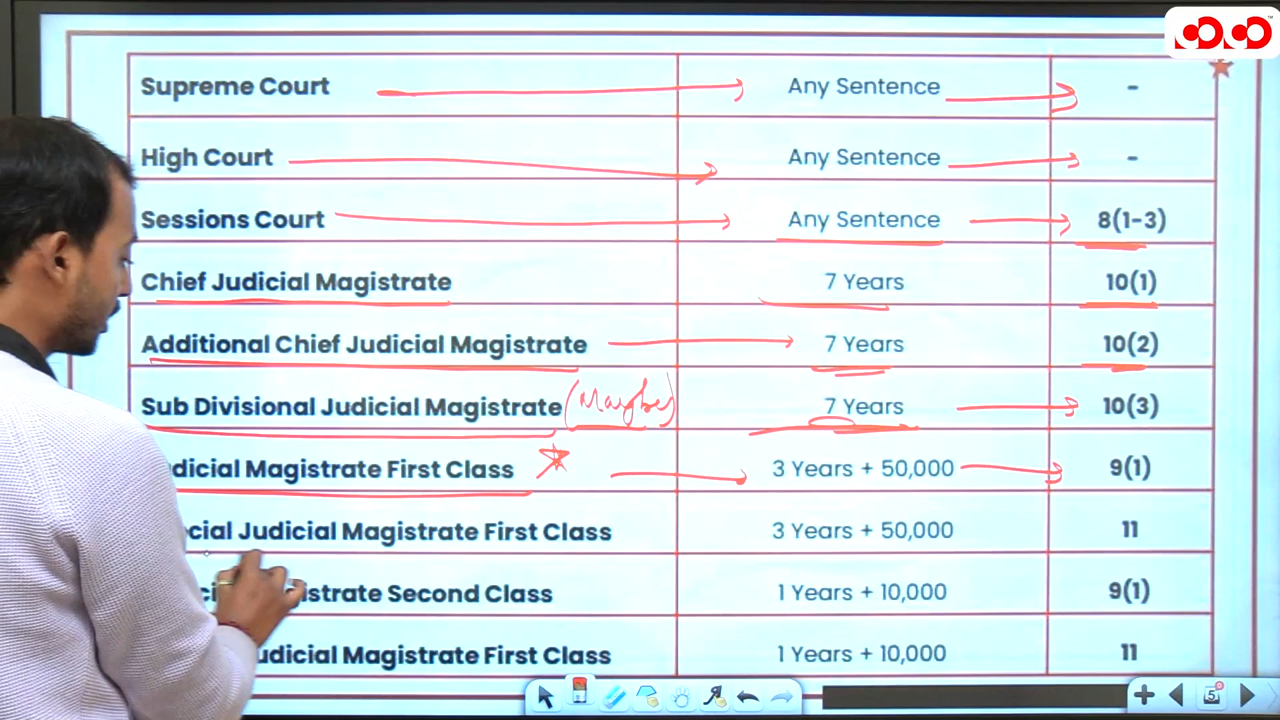 Supreme Court Any Sentence -
High Court Any Sentence -
Sessions Court Any Sentence 8(1-3)
Chief Judicial Magistrate 7 Years 10(1)
Additional Chief Judicial Magistrate 7 Years 10(2)
Sub Divisional Judicial Magistrate 7 Years 10(3)
dicial Magistrate First Class 3 Years + 50,000 9(1)
cial Judicial Magistrate First Class 3 Years + 50,000 11
istrate Second Class 1 Years + 10,000 9(1)
udicial Magistrate First Class 1 Years + 10,000 11
5